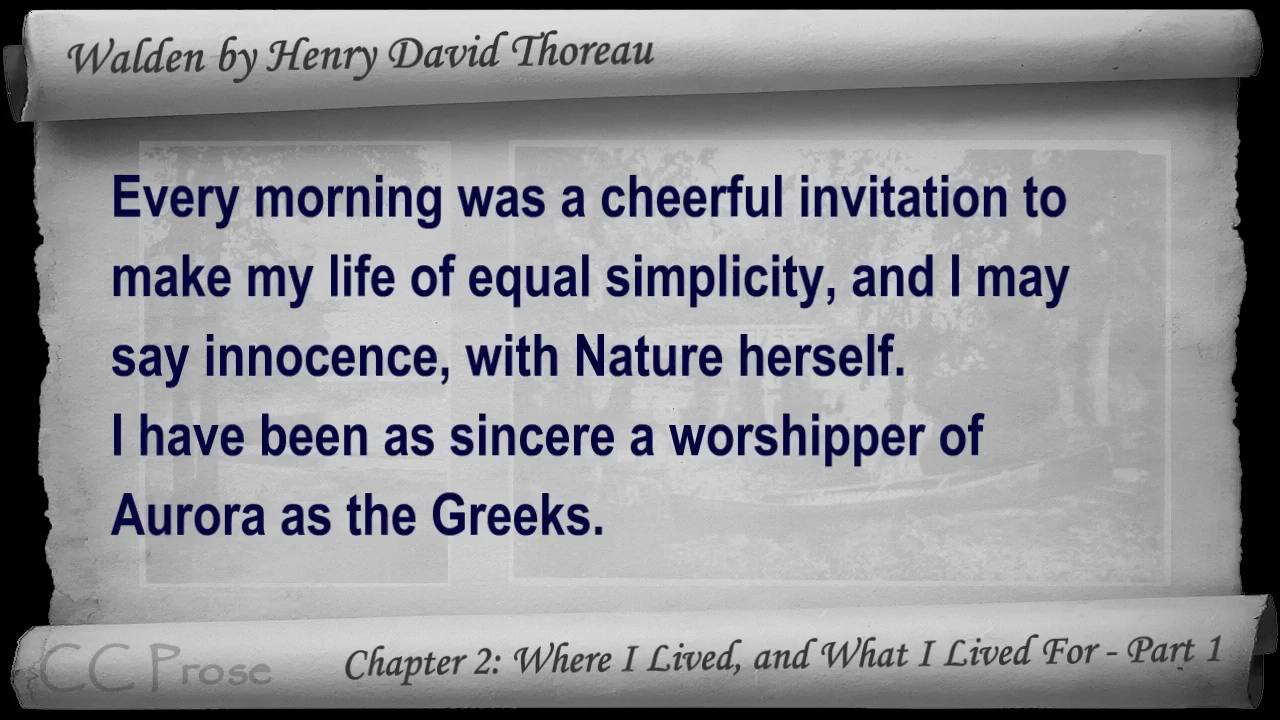 Walden by Henry David Thoreau
Every morning was a cheerful invitation to
make my life of equal simplicity, and I may
say innocence, with Nature herself.
I have been as sincere a worshipper of
Aurora as the Greeks.
CC Prose
Chapter 2: Where I Lived, and What I Lived For - Part 1